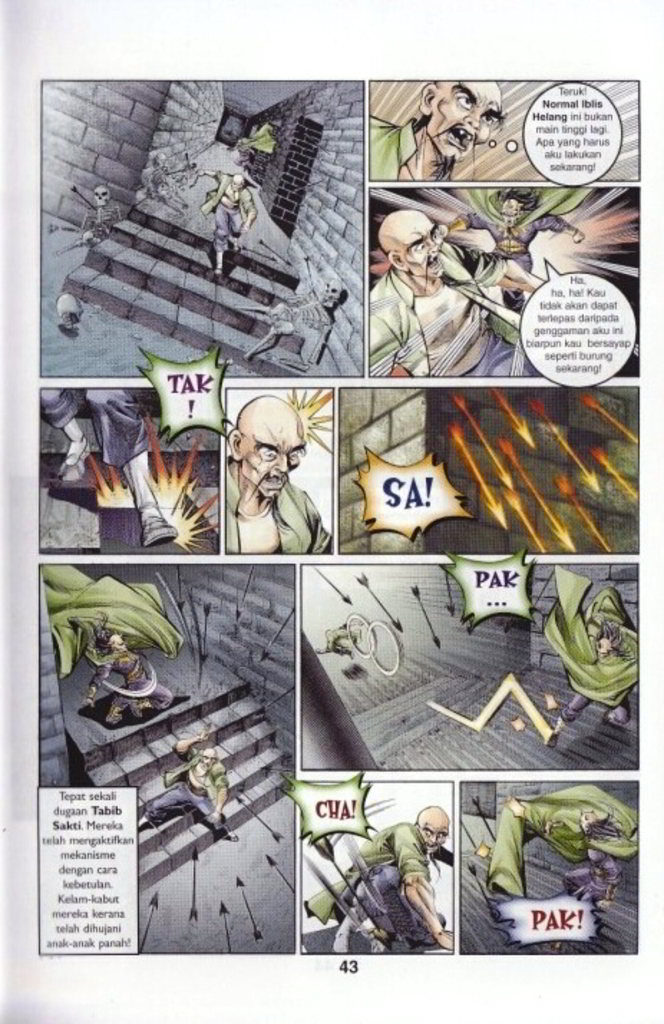 Teruk!
Normal Iblis
Helang ini bukan
main tinggi lagi.
Apa yang harus
aku lakukan
sekarang!
Ha,
ha, ha! Kau
tidak akan dapat
terlepas daripada
genggaman aku ini
biarpun kau bersayap
seperti burung
sekarang!
TAK
!
SA!
PAK
...
Tepat sekali
dugaan Tabib
Sakti. Mereka
telah mengaktifkan
mekanisme
dengan cara
kebetulan.
Kelam-kabut
mereka kerana
telah dihujani
anak-anak panah!
CHA!
PAK!
43